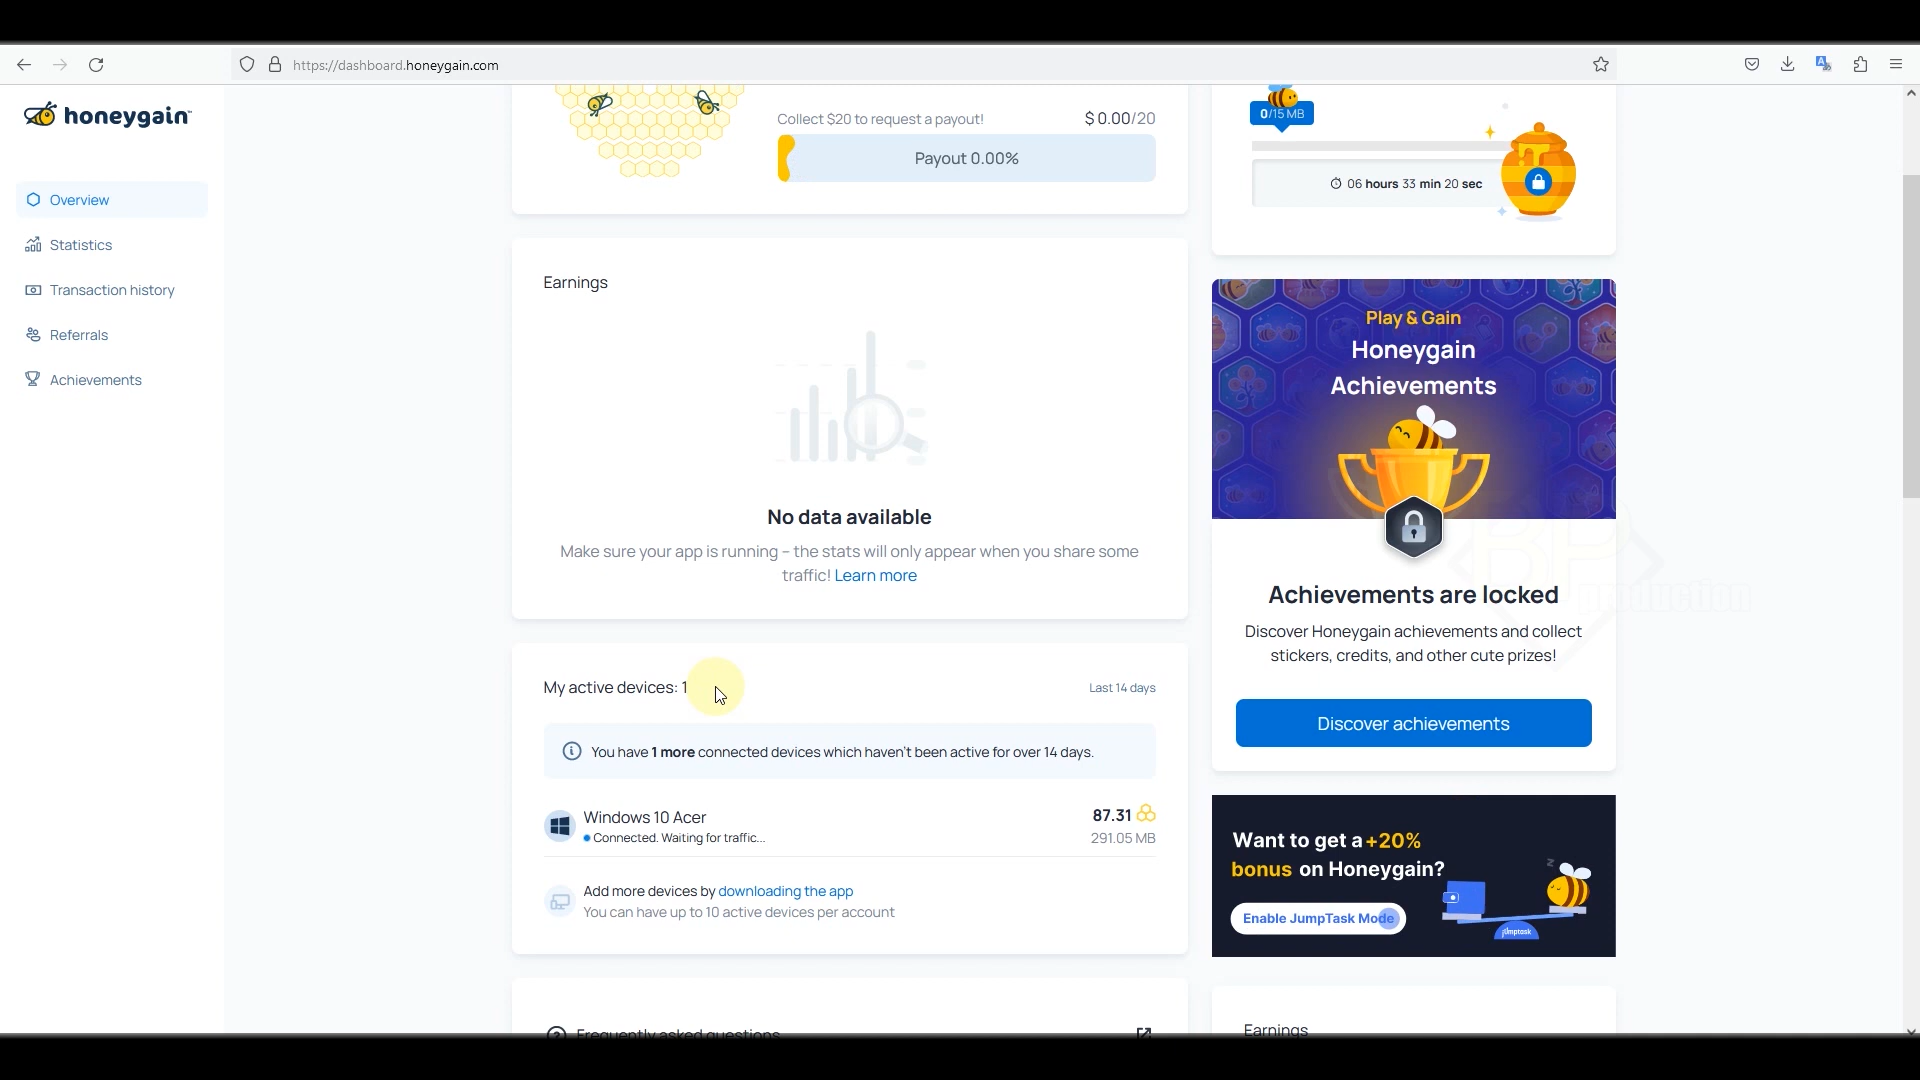 https://dashboard.honeygain.com
honeygain
Overview
Statistics
Transaction history
Referrals
Achievements
Collect $20 to request a payout!
$ 0.00/20
Payout 0.00%
0/15 MB
06 hours 33 min 20 sec
Earnings
No data available
Make sure your app is running – the stats will only appear when you share some
traffic! Learn more
My active devices: 1
Last 14 days
You have 1 more connected devices which haven't been active for over 14 days.
Windows 10 Acer
87.31
Connected. Waiting for traffic...
291.05 MB
Add more devices by downloading the app
You can have up to 10 active devices per account
Frequently asked questions
Play & Gain
Honeygain
Achievements
Achievements are locked
Discover Honeygain achievements and collect
stickers, credits, and other cute prizes!
Discover achievements
Want to get a +20%
bonus on Honeygain?
Enable JumpTask Mode
jumptask
Earnings
BP
production